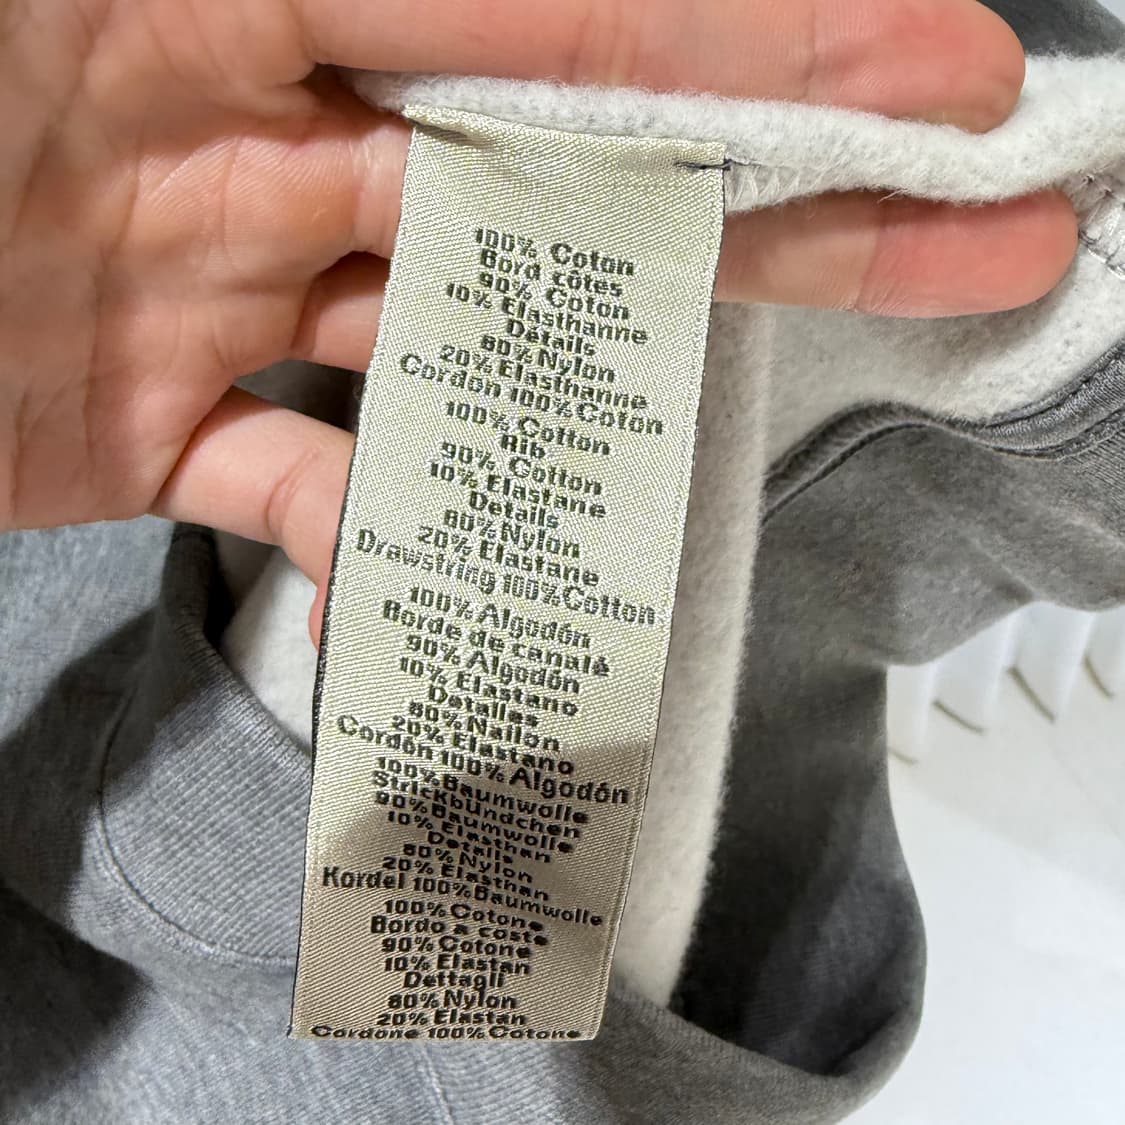 100% Coton
Bord côtes
90% Coton
10% Elasthanne
Détails
80% Nylon
20% Elasthanne
Cordon 100% Coton
100% Cotton
Rib
90% Cotton
10% Elastane
Details
80% Nylon
20% Elastane
Drawstring 100% Cotton
100% Algodón
Borde de canalé
90% Algodón
10% Elastano
Detalles
80% Nailon
20% Elastano
Cordón 100% Algodón
100% Baumwolle
StrickbÜndchen
90% Baumwolle
10% Elasthan
Details
80% Nylon
20% Elasthan
Kordel 100% Baumwolle
100% Cotone
Bordo a coste
90% Cotone
10% Elastan
Dettagli
80% Nylon
20% Elastan
Cordone 100% Cotone